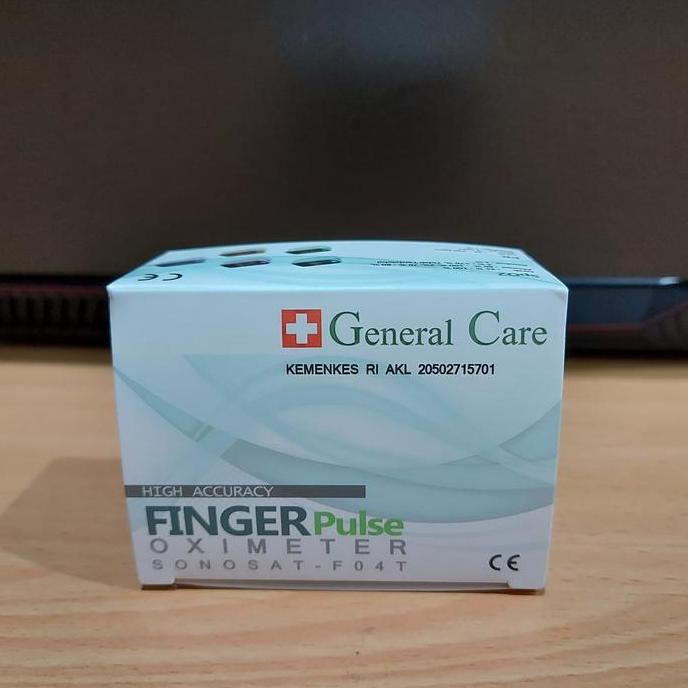 General Care
KEMENKES RI AKL 20502715701
HIGH ACCURACY
FINGER Pulse
OXIMETER
SONOSAT-F04T
CE
CE